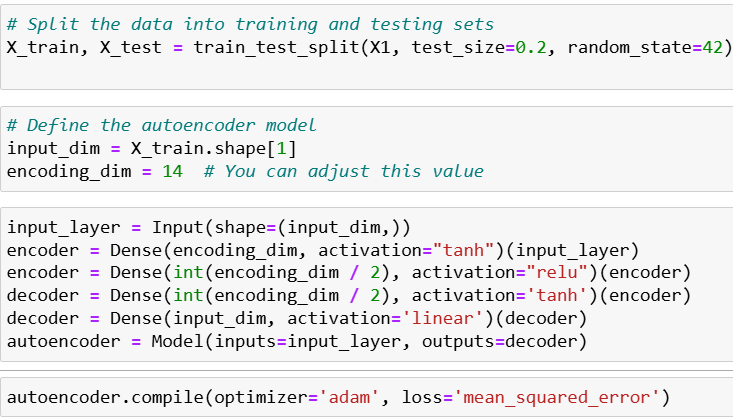 # Split the data into training and testing sets
X_train, X_test = train_test_split(X1, test_size=0.2, random_state=42)
# Define the autoencoder model
input_dim = X_train.shape[1]
encoding_dim = 14  # You can adjust this value
input_layer = Input(shape=(input_dim,))
encoder = Dense(encoding_dim, activation="tanh")(input_layer)
encoder = Dense(int(encoding_dim / 2), activation="relu")(encoder)
decoder = Dense(int(encoding_dim / 2), activation='tanh')(encoder)
decoder = Dense(input_dim, activation='linear')(decoder)
autoencoder = Model(inputs=input_layer, outputs=decoder)
autoencoder.compile(optimizer='adam', loss='mean_squared_error')